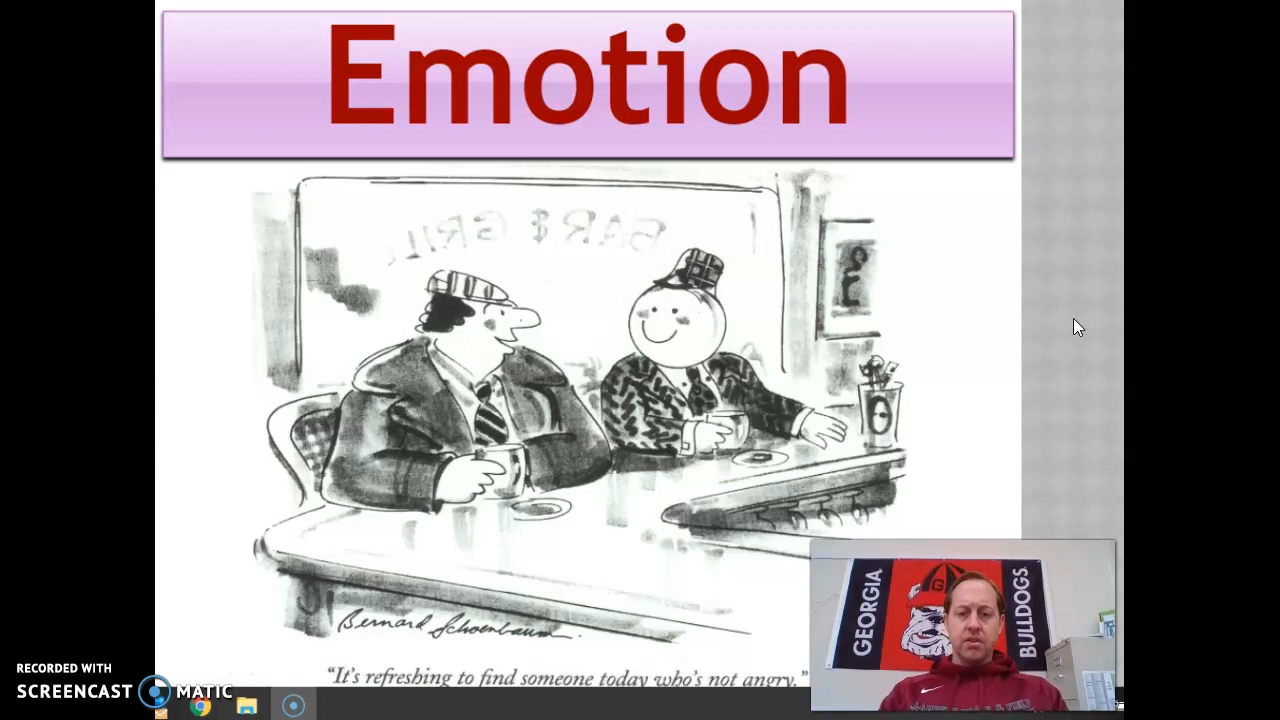 Emotion
BAR & GRILL
Bernard Schoenbaum.
"It's refreshing to find someone today who's not angry."
GEORGIA
G
BULLDOGS
RECORDED WITH
SCREENCAST MATIC